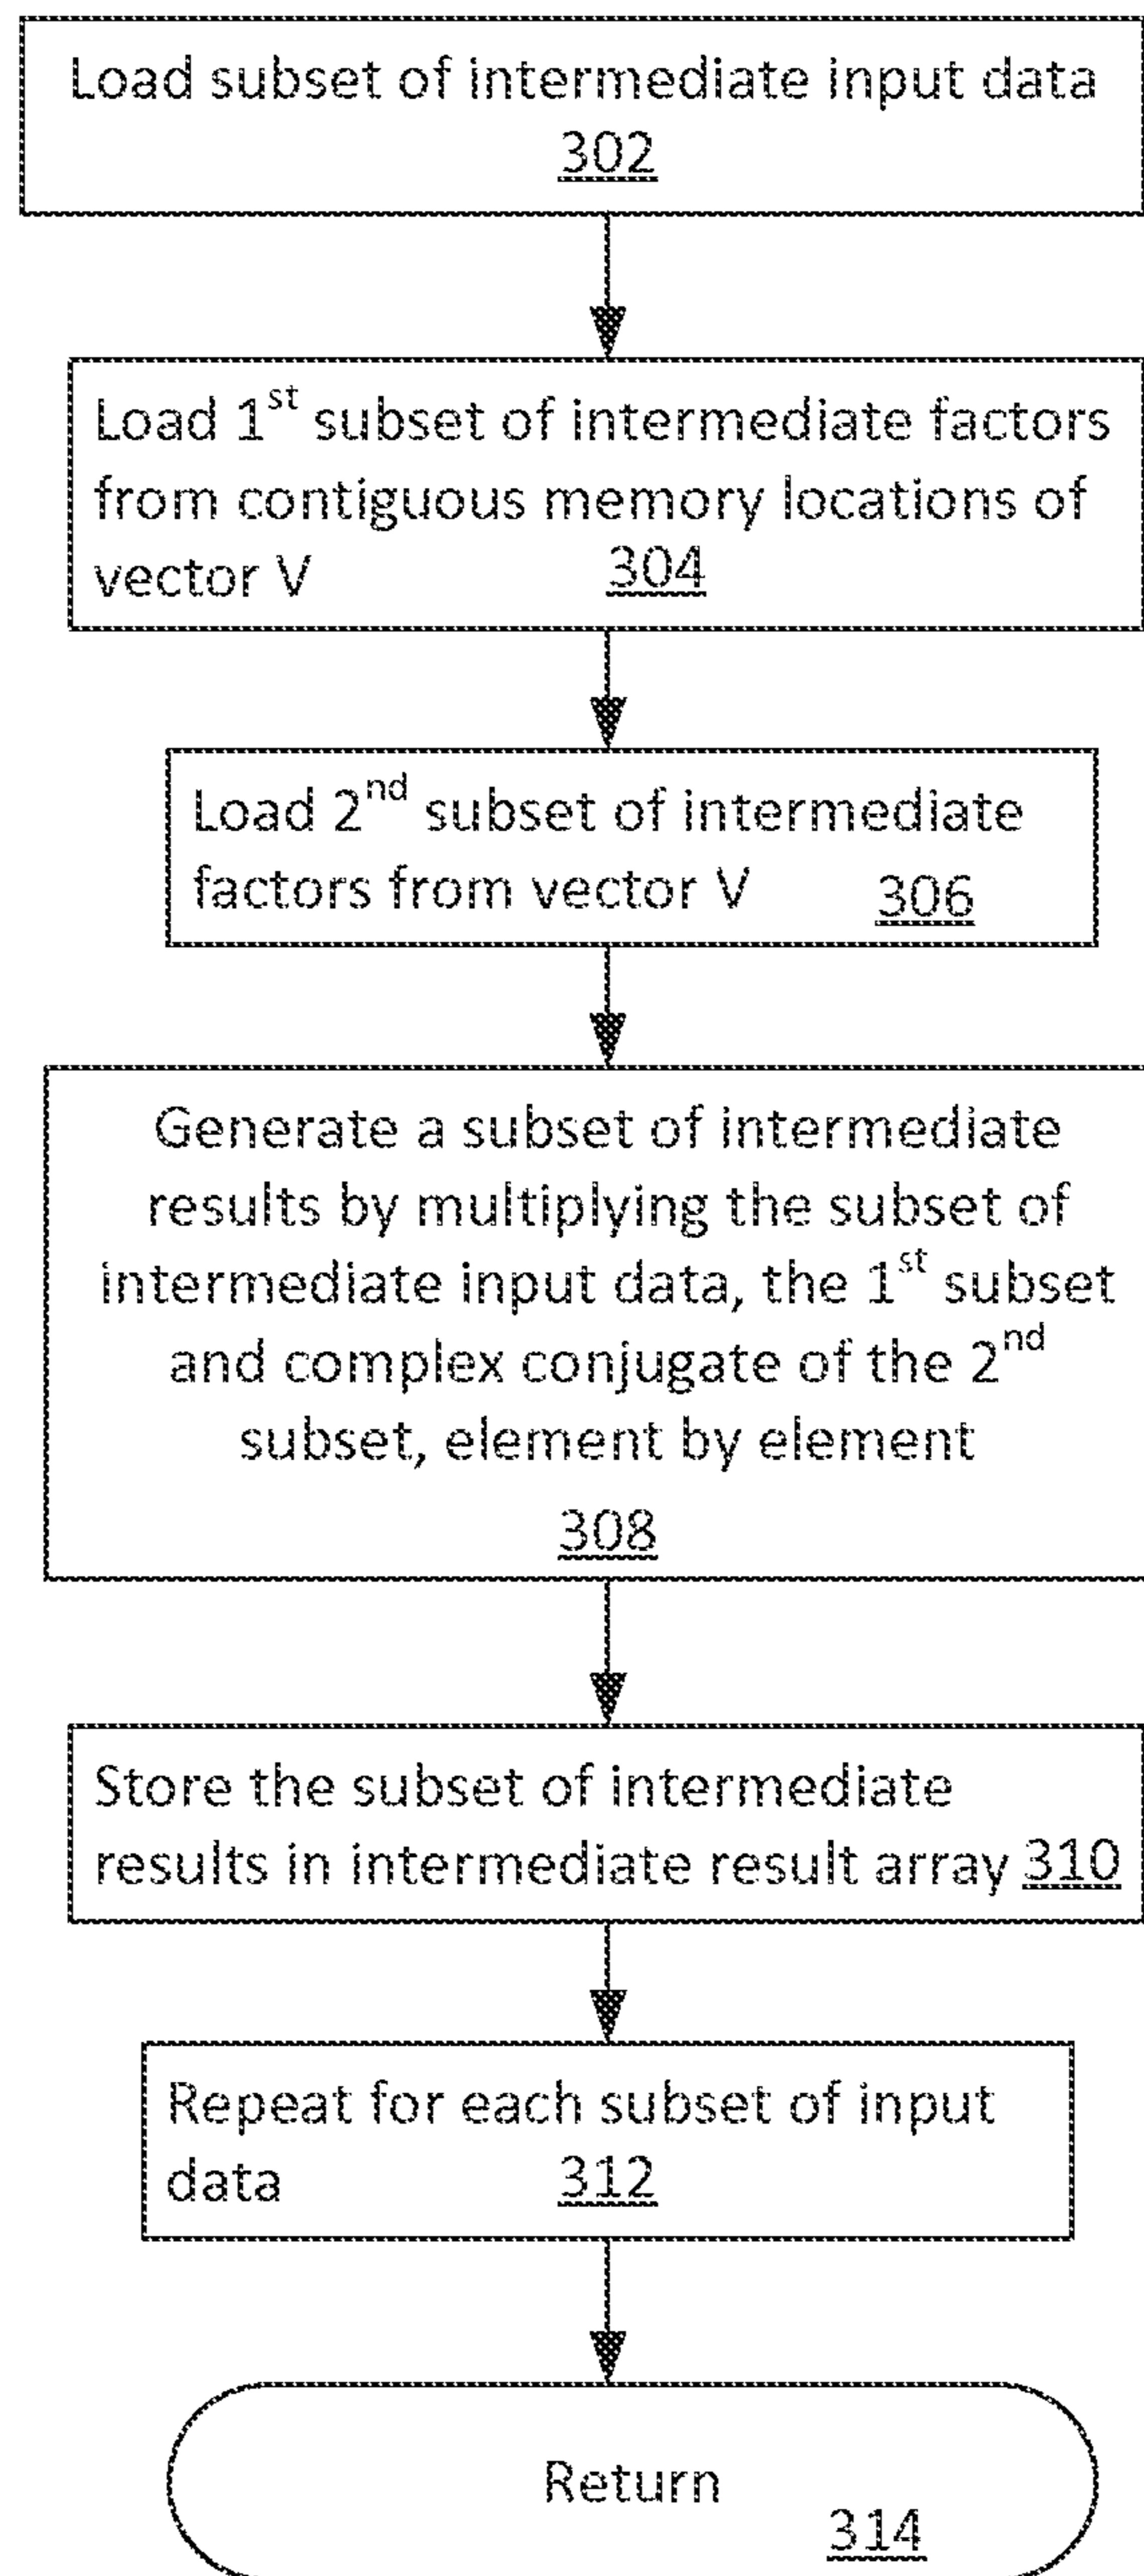 Load subset of intermediate input data
302
Load 1st subset of intermediate factors
from contiguous memory locations of
vector V 304
Load 2nd subset of intermediate
factors from vector V 306
Generate a subset of intermediate
results by multiplying the subset of
intermediate input data, the 1st subset
and complex conjugate of the 2nd
subset, element by element
308
Store the subset of intermediate
results in intermediate result array 310
Repeat for each subset of input
data 312
Return
314